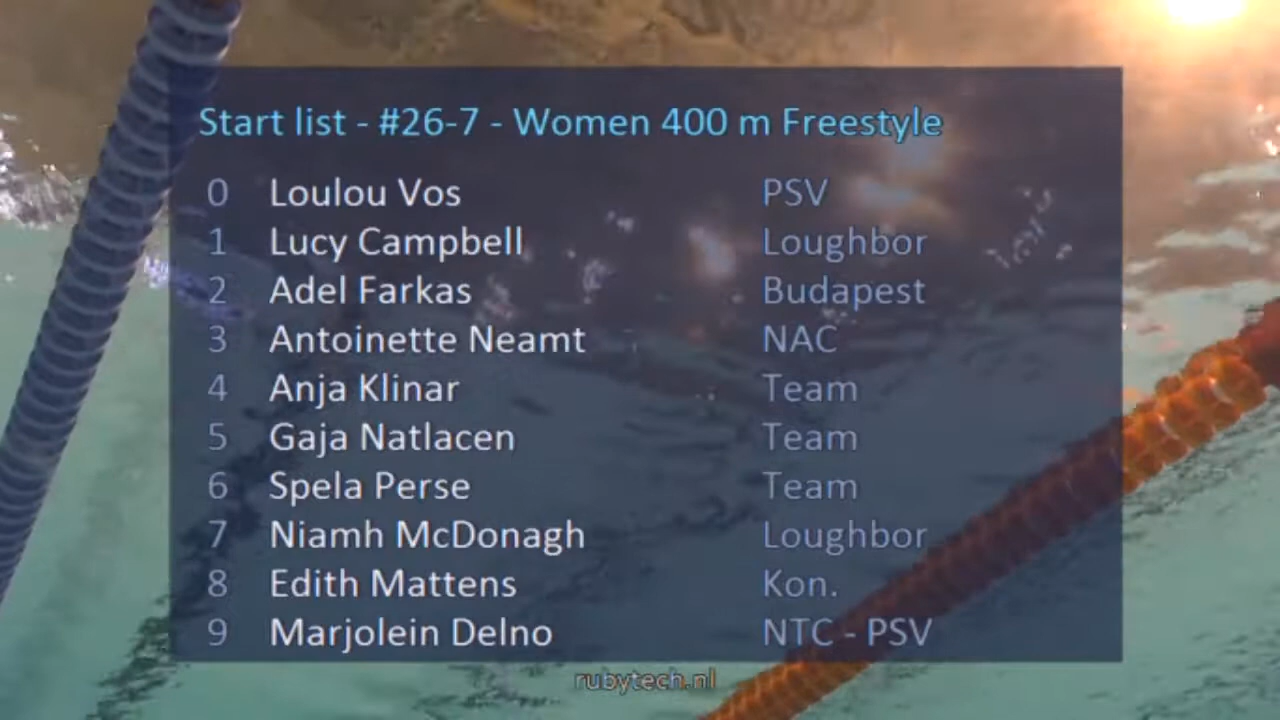 Start list - #26-7 - Women 400 m Freestyle
0 Loulou Vos PSV
1 Lucy Campbell Loughbor
2 Adel Farkas Budapest
3 Antoinette Neamt NAC
4 Anja Klinar Team
5 Gaja Natlacen Team
6 Spela Perse Team
7 Niamh McDonagh Loughbor
8 Edith Mattens Kon.
9 Marjolein Delno NTC - PSV
rubytech.nl